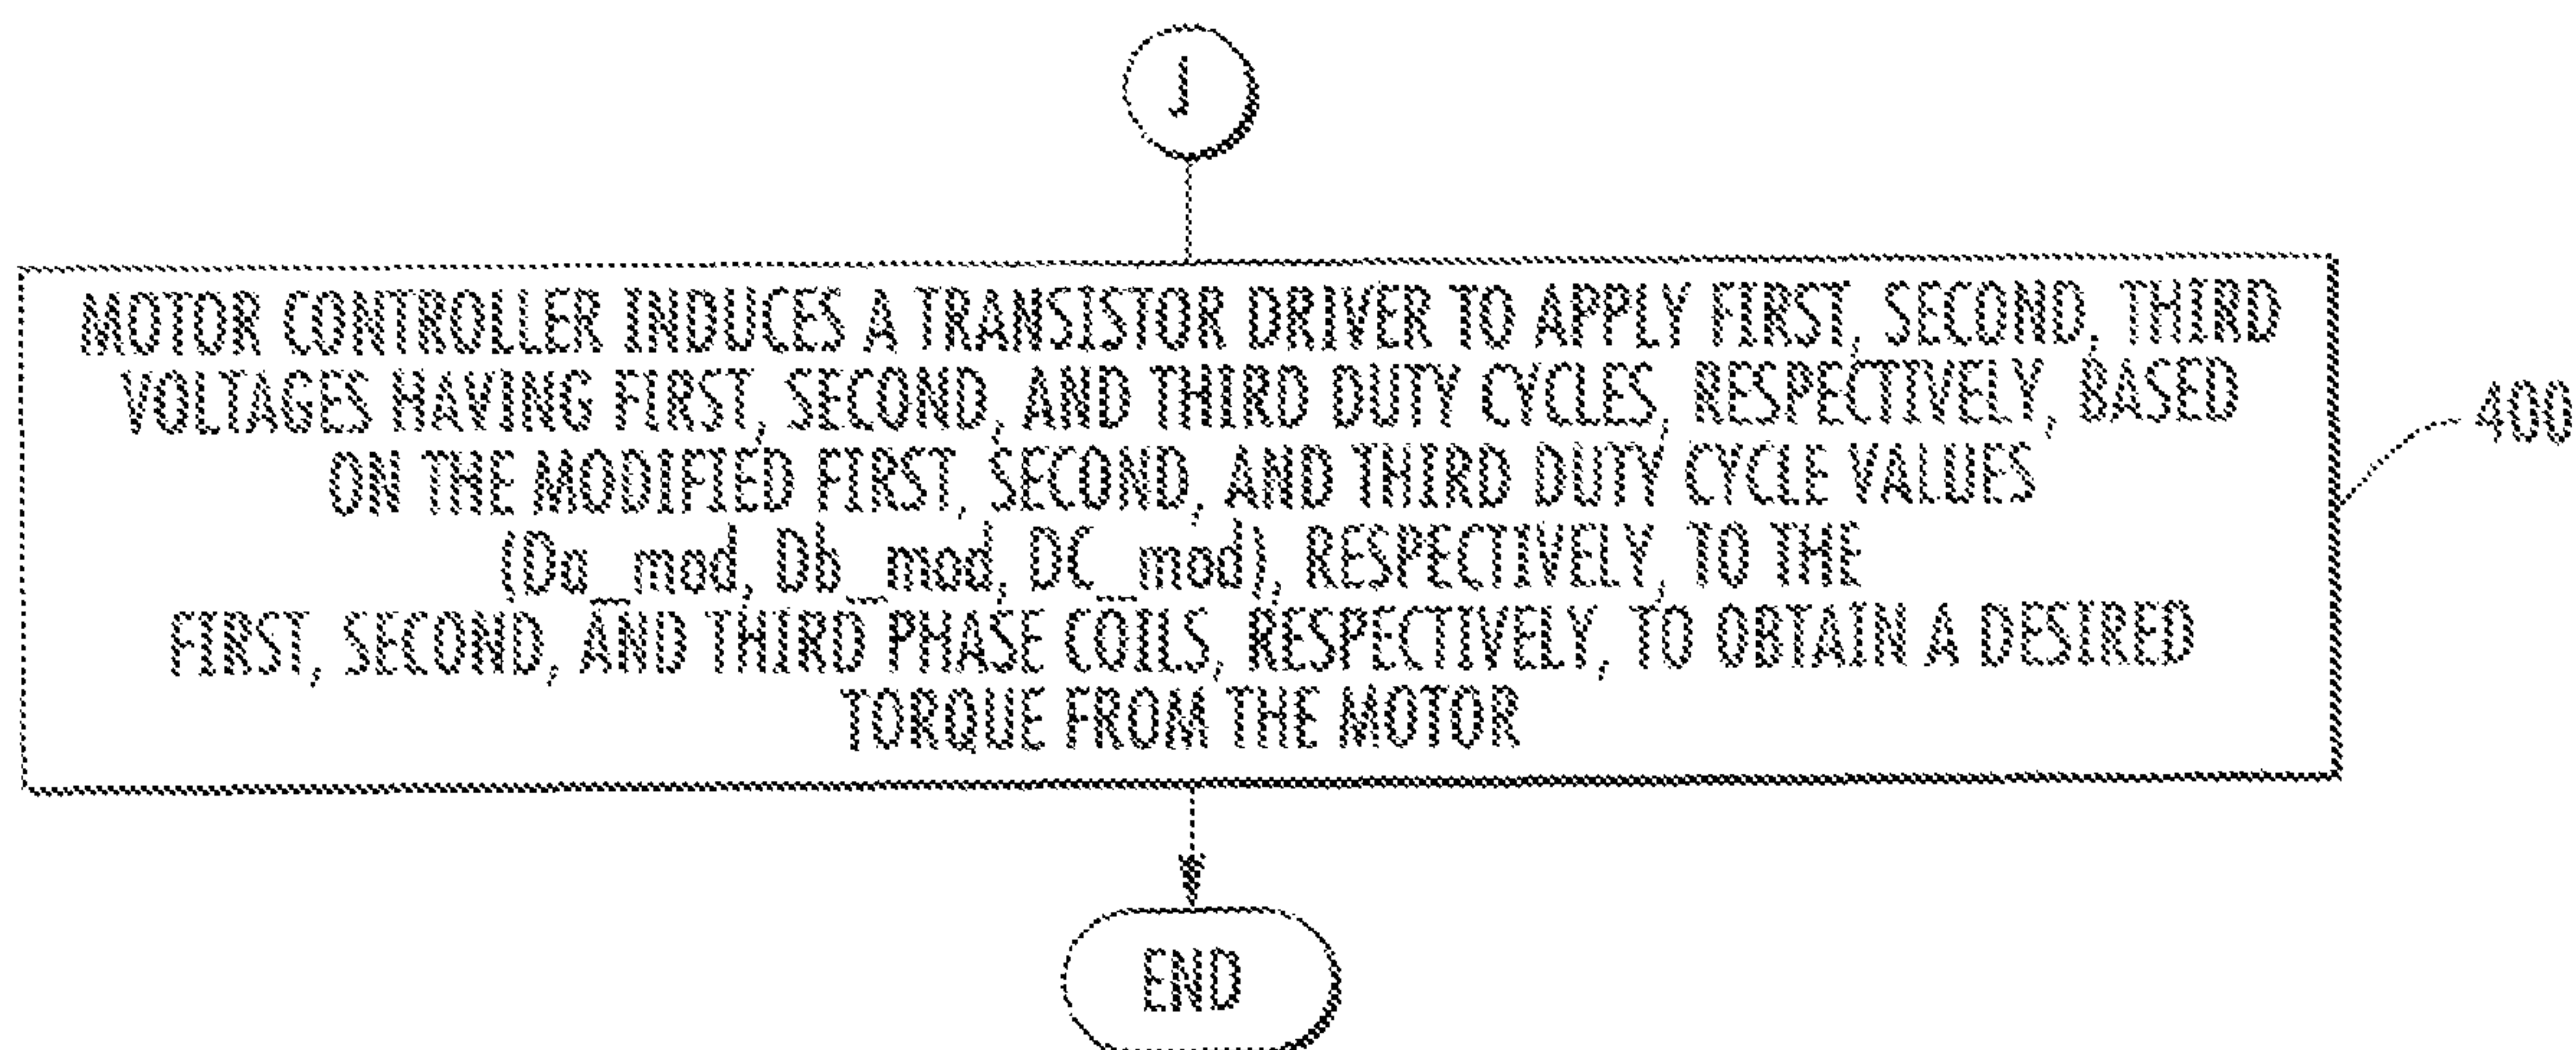 J
MOTOR CONTROLLER INDUCES A TRANSISTOR DRIVER TO APPLY FIRST, SECOND, THIRD
VOLTAGES HAVING FIRST, SECOND, AND THIRD DUTY CYCLES, RESPECTIVELY, BASED
ON THE MODIFIED FIRST, SECOND, AND THIRD DUTY CYCLE VALUES
(Da_mod, Db_mod, DC_mod), RESPECTIVELY, TO THE
FIRST, SECOND, AND THIRD PHASE COILS, RESPECTIVELY, TO OBTAIN A DESIRED
TORQUE FROM THE MOTOR
400
END